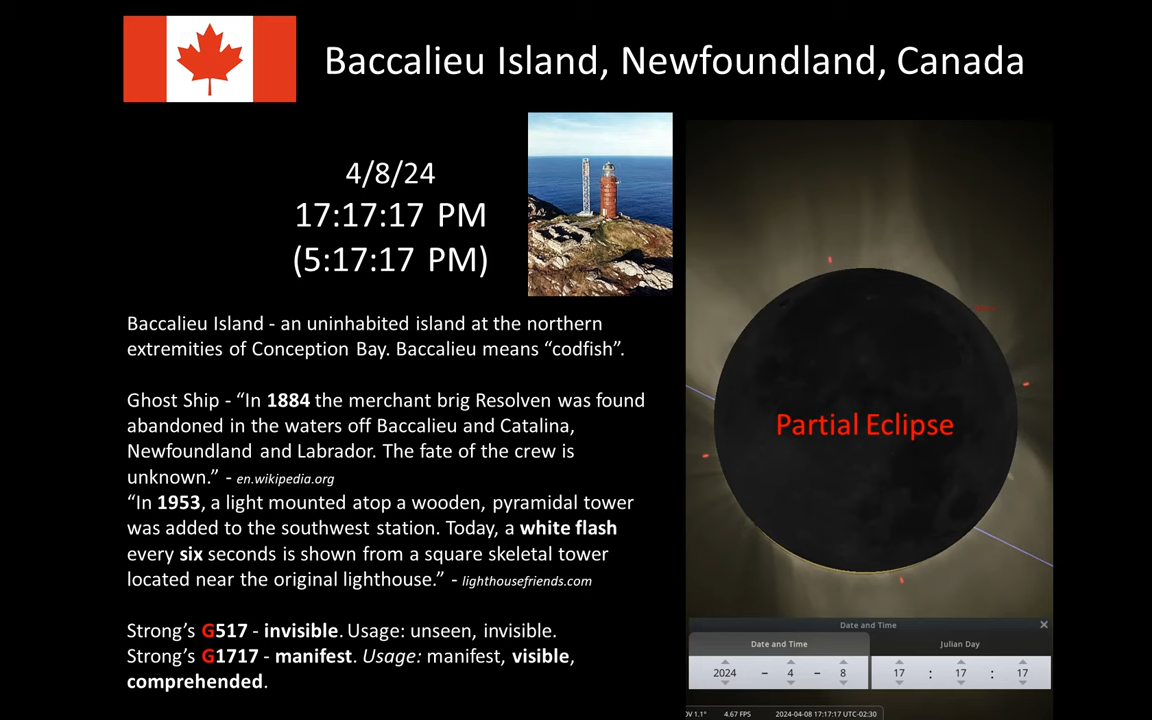 Baccalieu Island, Newfoundland, Canada
4/8/24
17:17:17 PM
(5:17:17 PM)
Baccalieu Island - an uninhabited island at the northern
extremities of Conception Bay. Baccalieu means “codfish”.
Ghost Ship - “In 1884 the merchant brig Resolven was found
abandoned in the waters off Baccalieu and Catalina,
Newfoundland and Labrador. The fate of the crew is
unknown.” - en.wikipedia.org
“In 1953, a light mounted atop a wooden, pyramidal tower
was added to the southwest station. Today, a white flash
every six seconds is shown from a square skeletal tower
located near the original lighthouse.” - lighthousefriends.com
Strong’s G517 - invisible. Usage: unseen, invisible.
Strong’s G1717 - manifest. Usage: manifest, visible,
comprehended.
Partial Eclipse
Date and Time
Date and Time Julian Day
2024 - 4 - 8 17 : 17 : 17
OV 1.1° 4.67 FPS 2024-04-08 17:17:17 UTC-02:30